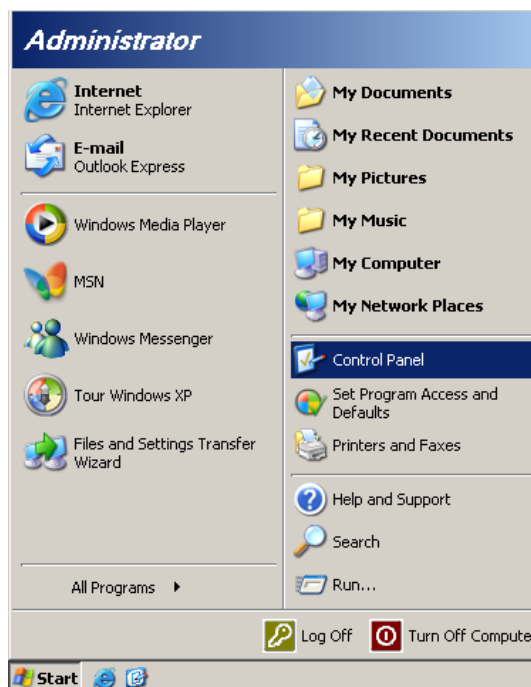 Administrator
Internet
Internet Explorer
E-mail
Outlook Express
Windows Media Player
MSN
Windows Messenger
Tour Windows XP
Files and Settings Transfer
Wizard
All Programs
My Documents
My Recent Documents
My Pictures
My Music
My Computer
My Network Places
Control Panel
Set Program Access and
Defaults
Printers and Faxes
Help and Support
Search
Run...
Log Off
Turn Off Compute
Start